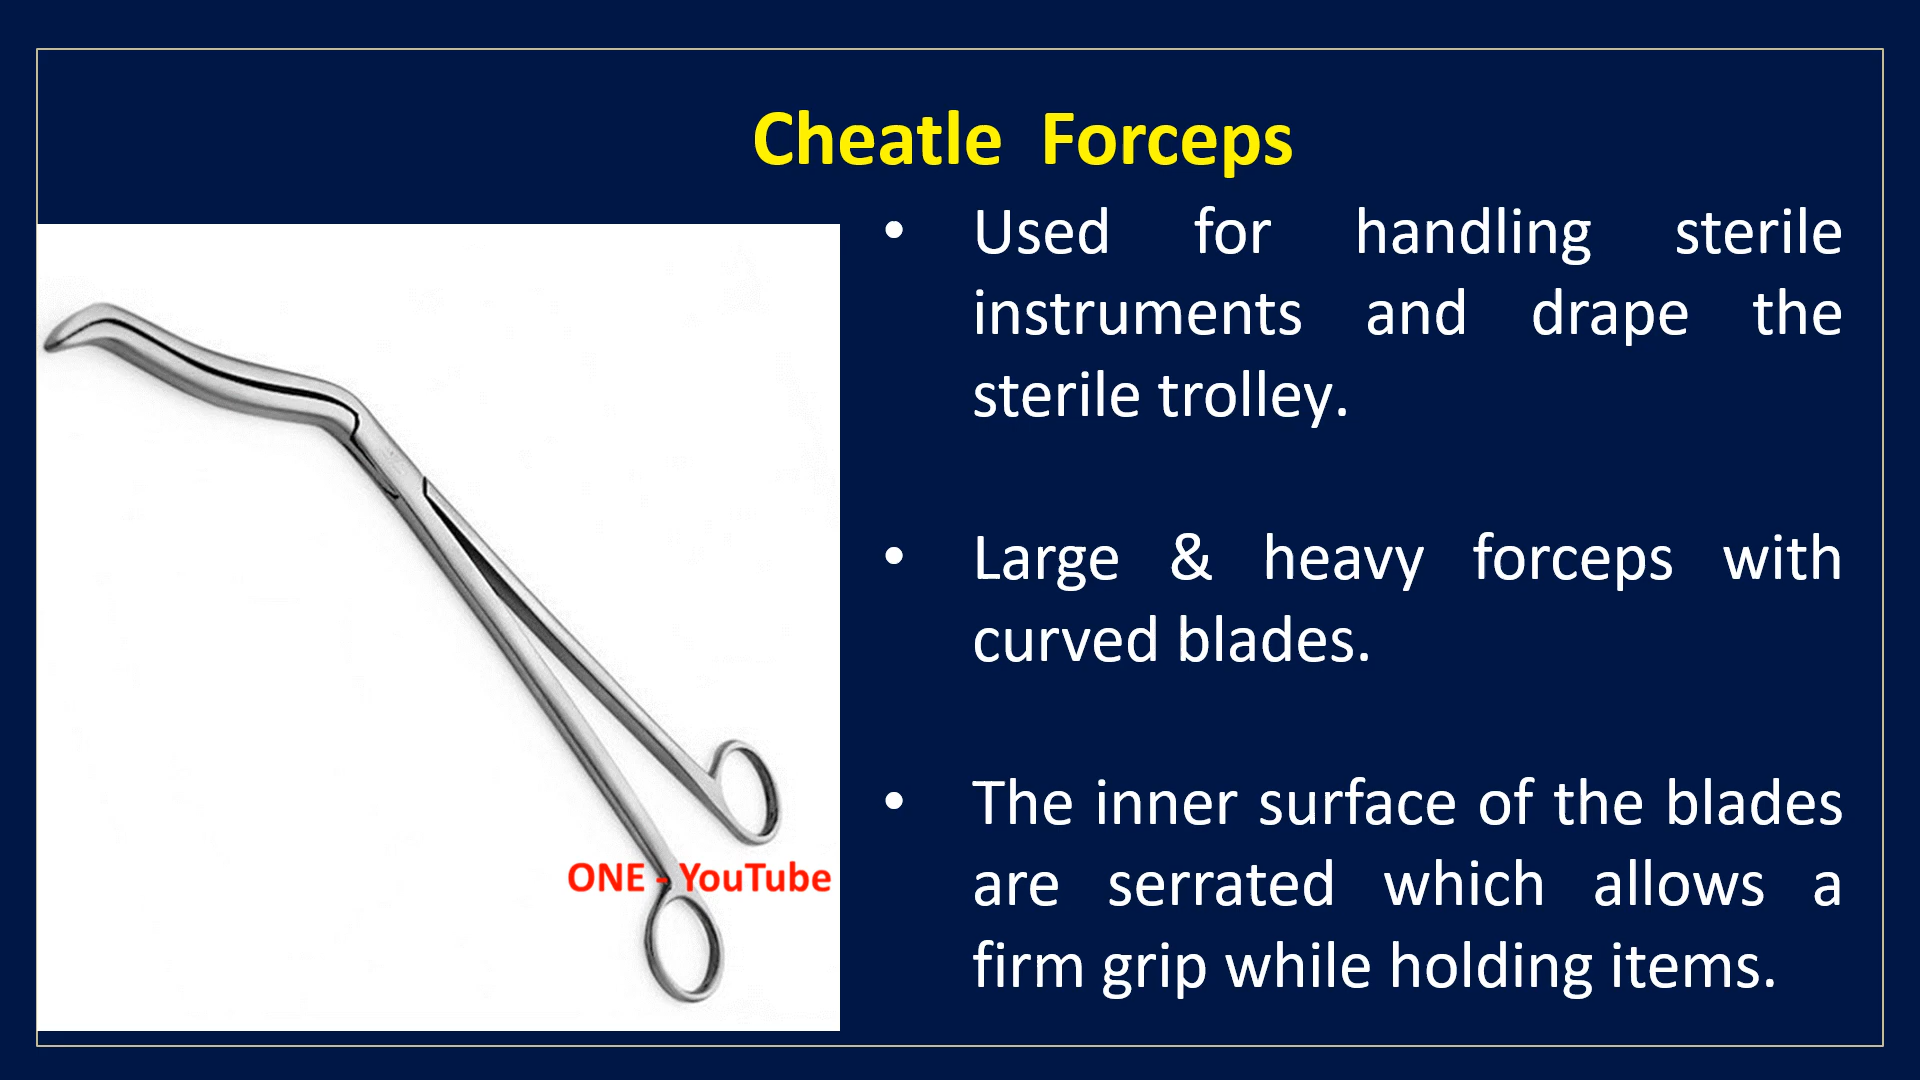 Cheatle Forceps
• Used for handling sterile
instruments and drape the
sterile trolley.
• Large & heavy forceps with
curved blades.
• The inner surface of the blades
are serrated which allows a
firm grip while holding items.
ONE - YouTube